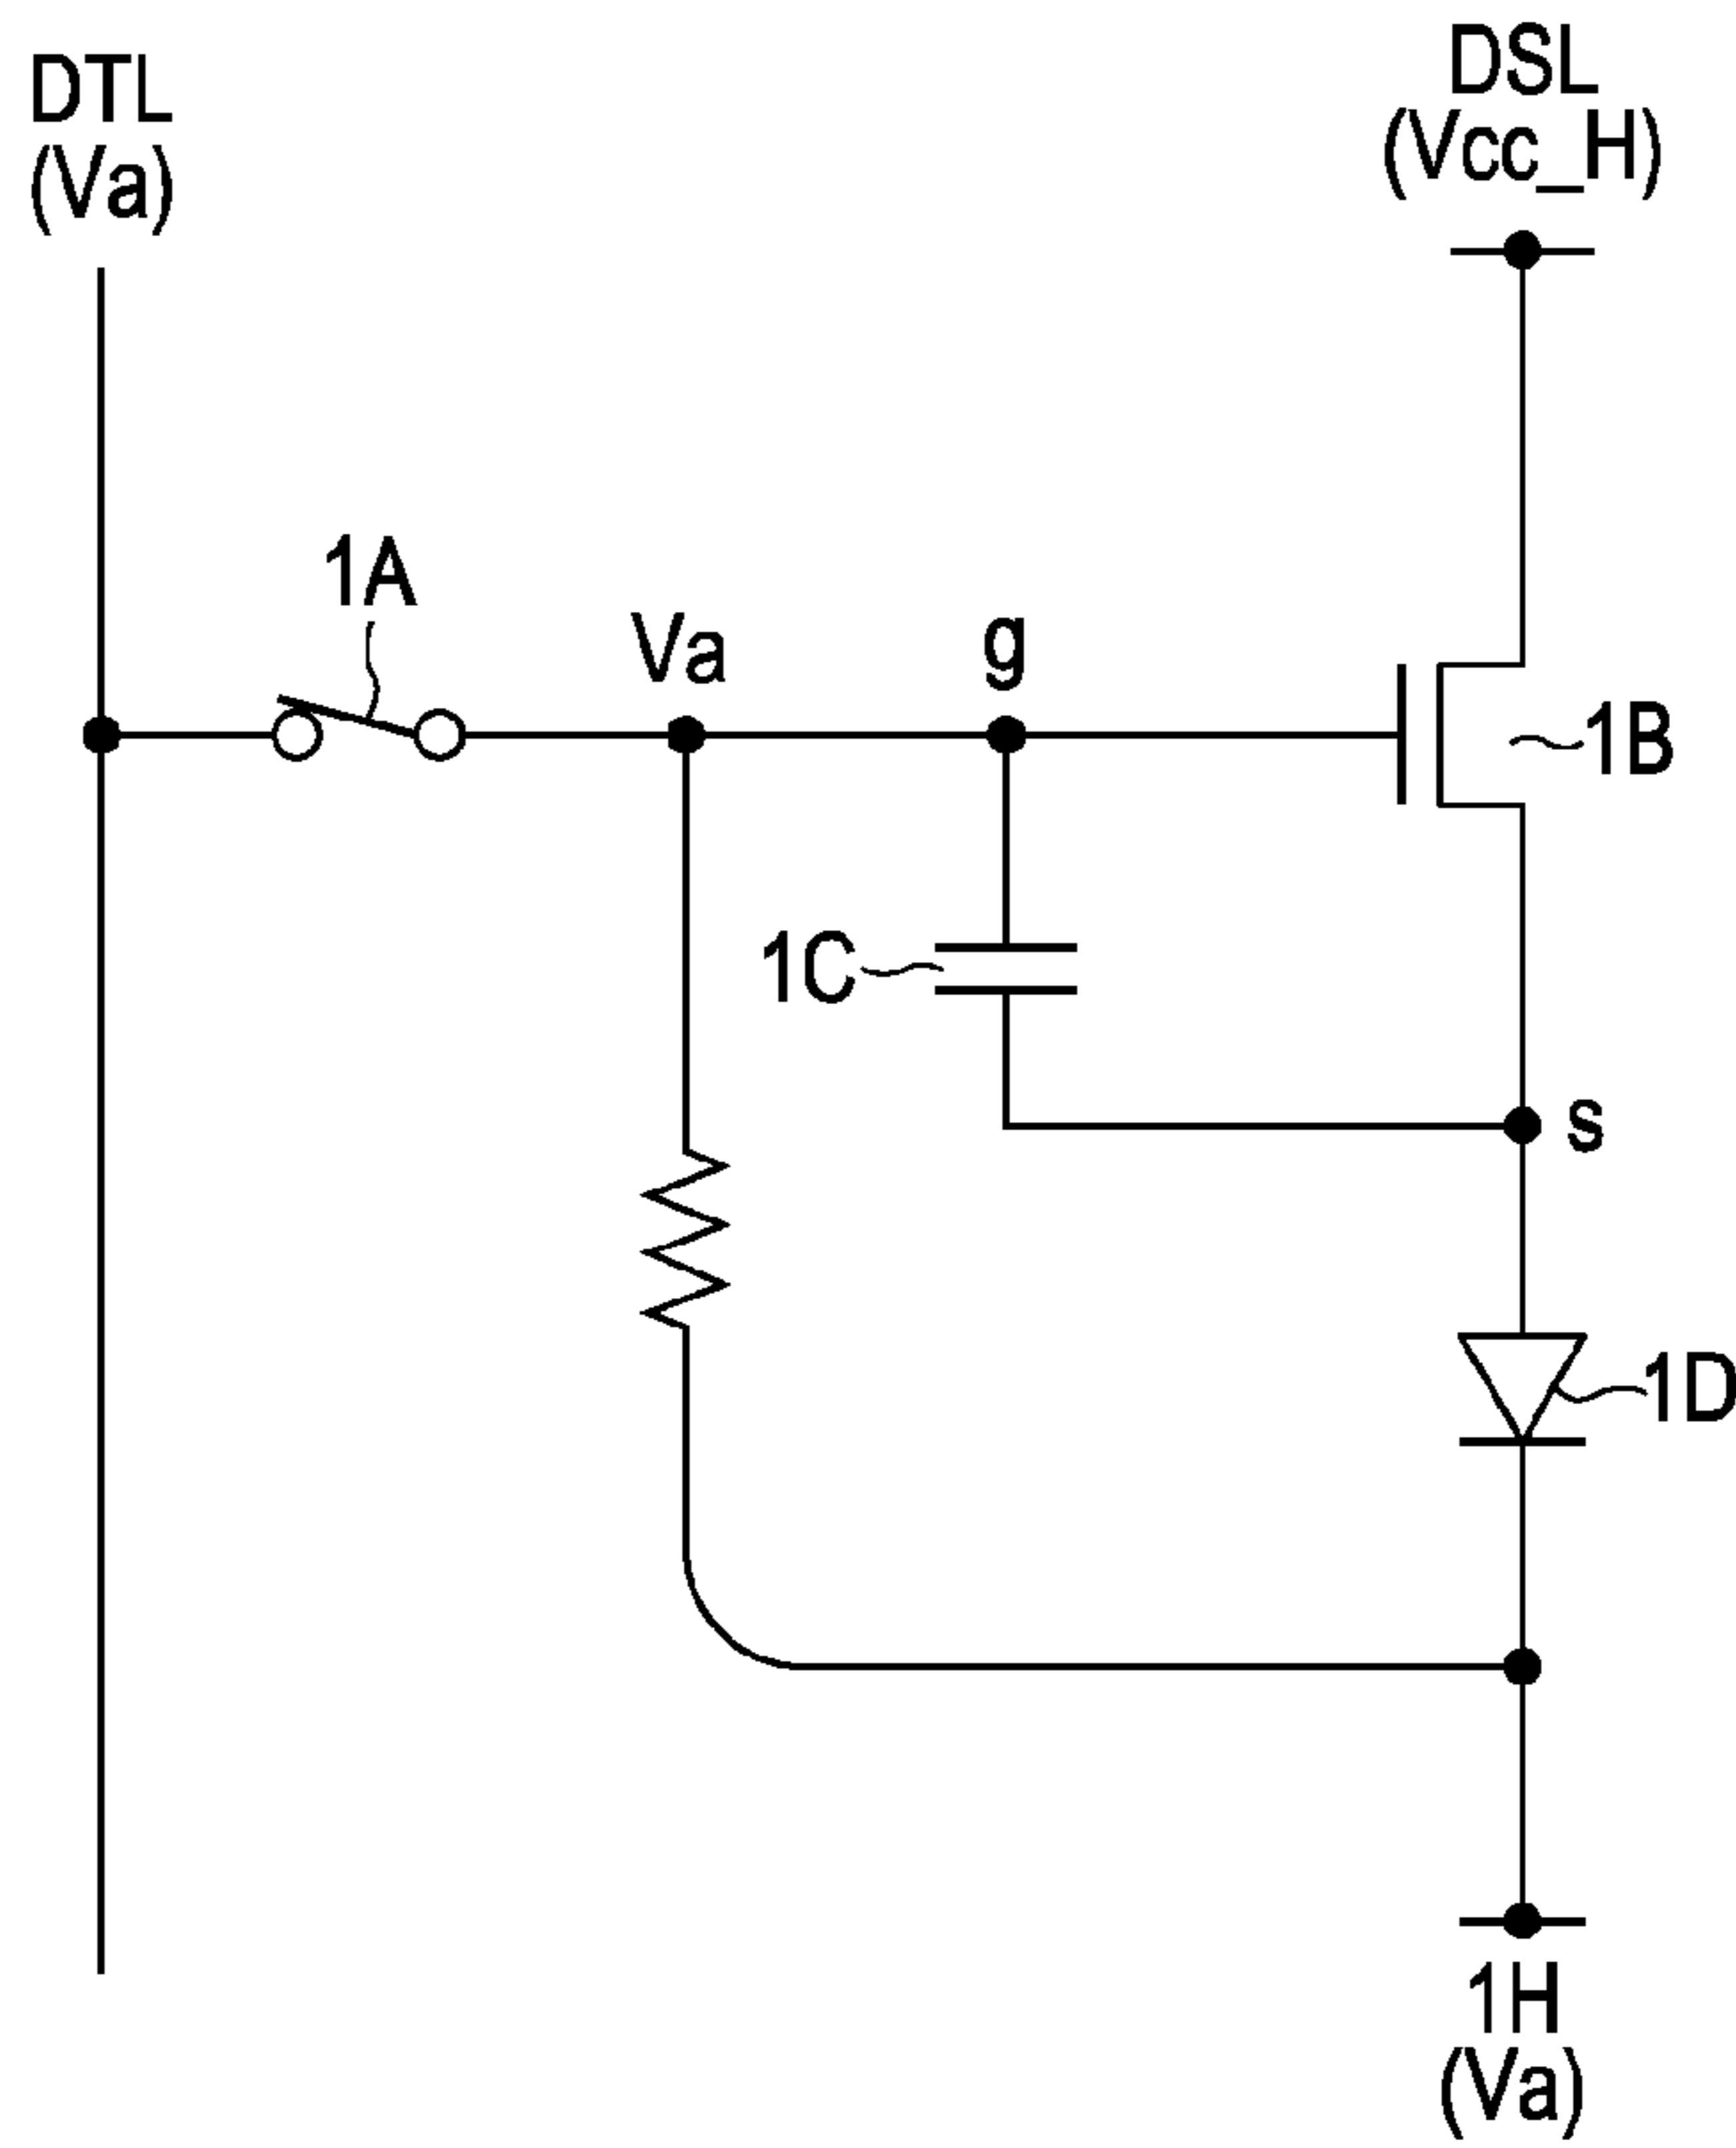 DTL
(Va)
DSL
(Vcc_H)
1A
Va
g
1B
1C
s
1D
1H
(Va)